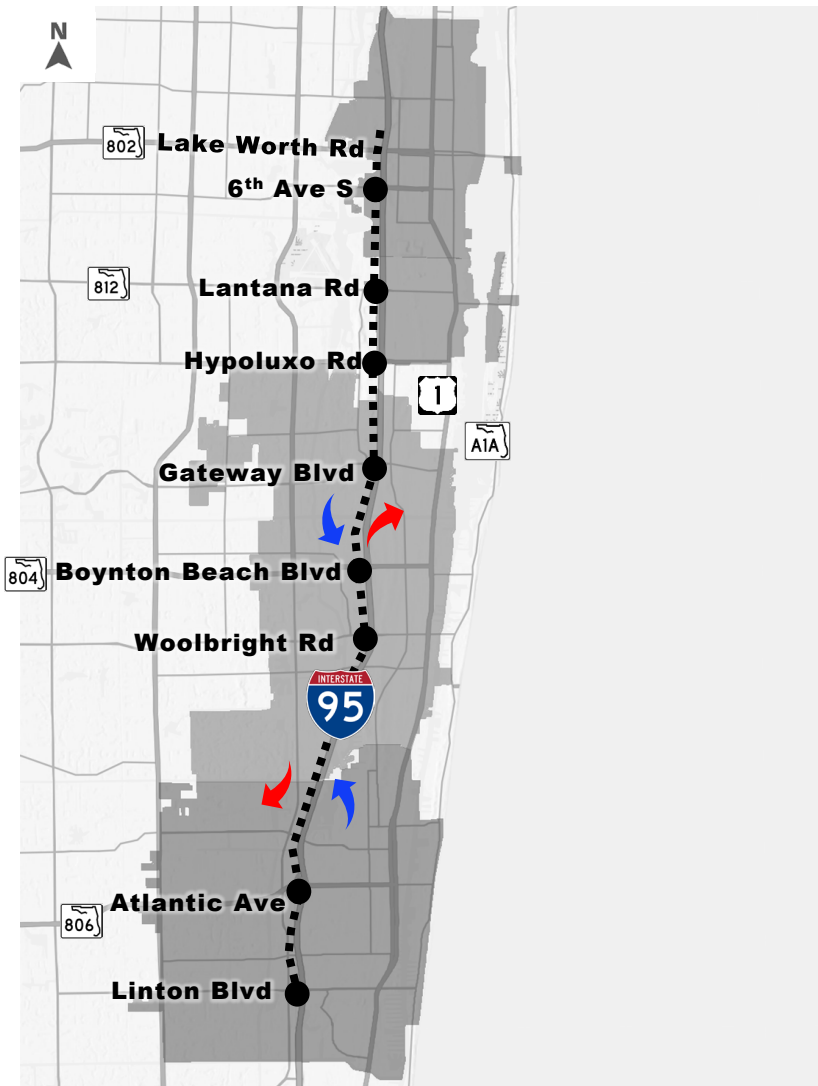 N
802 Lake Worth Rd
6th Ave S
812 Lantana Rd
Hypoluxo Rd
1
A1A
Gateway Blvd
804 Boynton Beach Blvd
Woolbright Rd
INTERSTATE
95
Atlantic Ave
806
Linton Blvd